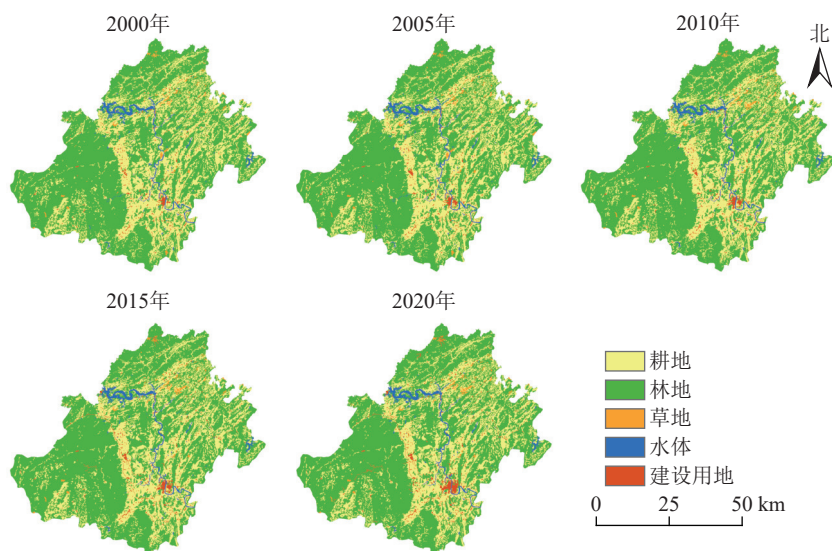 2000年
2005年
2010年
北
2015年
2020年
耕地
林地
草地
水体
建设用地
0 25 50 km